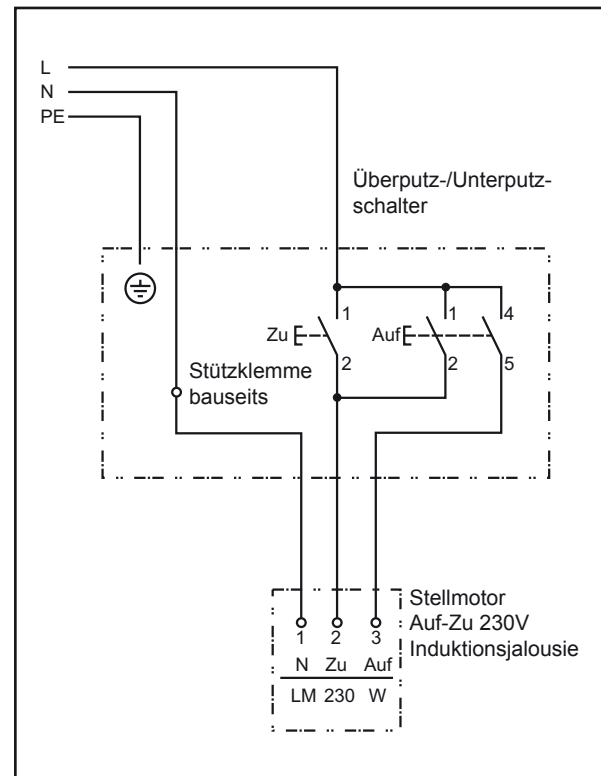 L
N
PE
Überputz-/Unterputz-
schalter
1 1 4
Zu Auf
2 2 5
Stützklemme
bauseits
Stellmotor
Auf-Zu 230V
Induktionsjalousie
1 2 3
N Zu Auf
LM 230 W